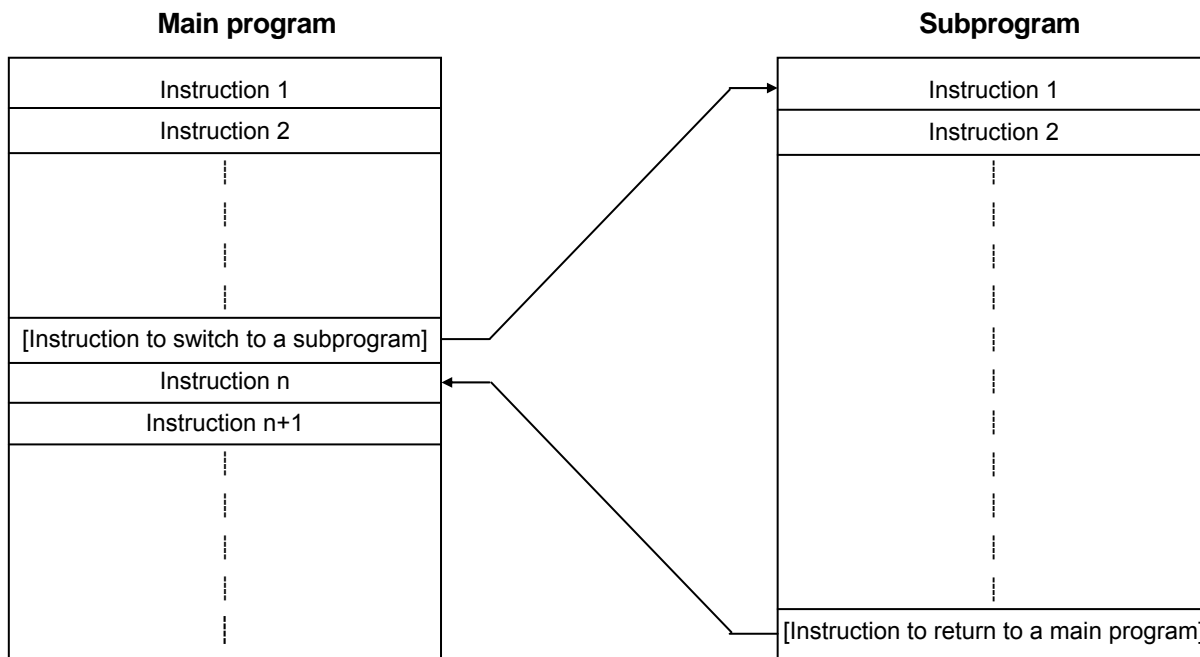 Main program
Instruction 1
Instruction 2
[Instruction to switch to a subprogram]
Instruction n
Instruction n+1
Subprogram
Instruction 1
Instruction 2
[Instruction to return to a main program]